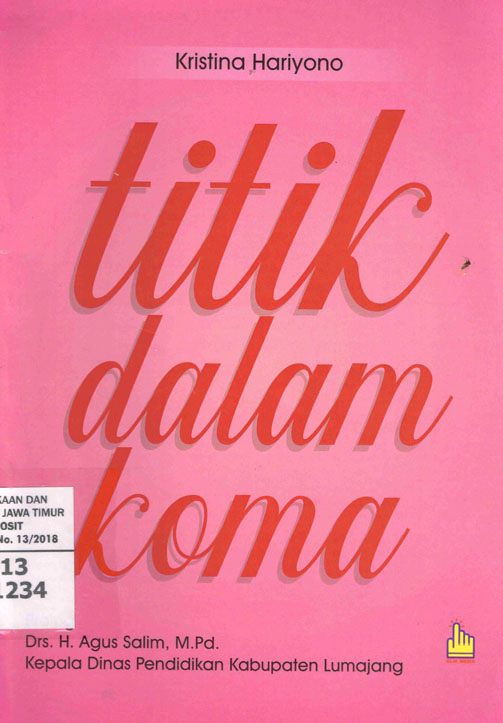 Kristina Hariyono
titik
dalam
koma
KAAN DAN
JAWA TIMUR
OSIT
No. 13/2018
13
1234
Drs. H. Agus Salim, M.Pd.
Kepala Dinas Pendidikan Kabupaten Lumajang